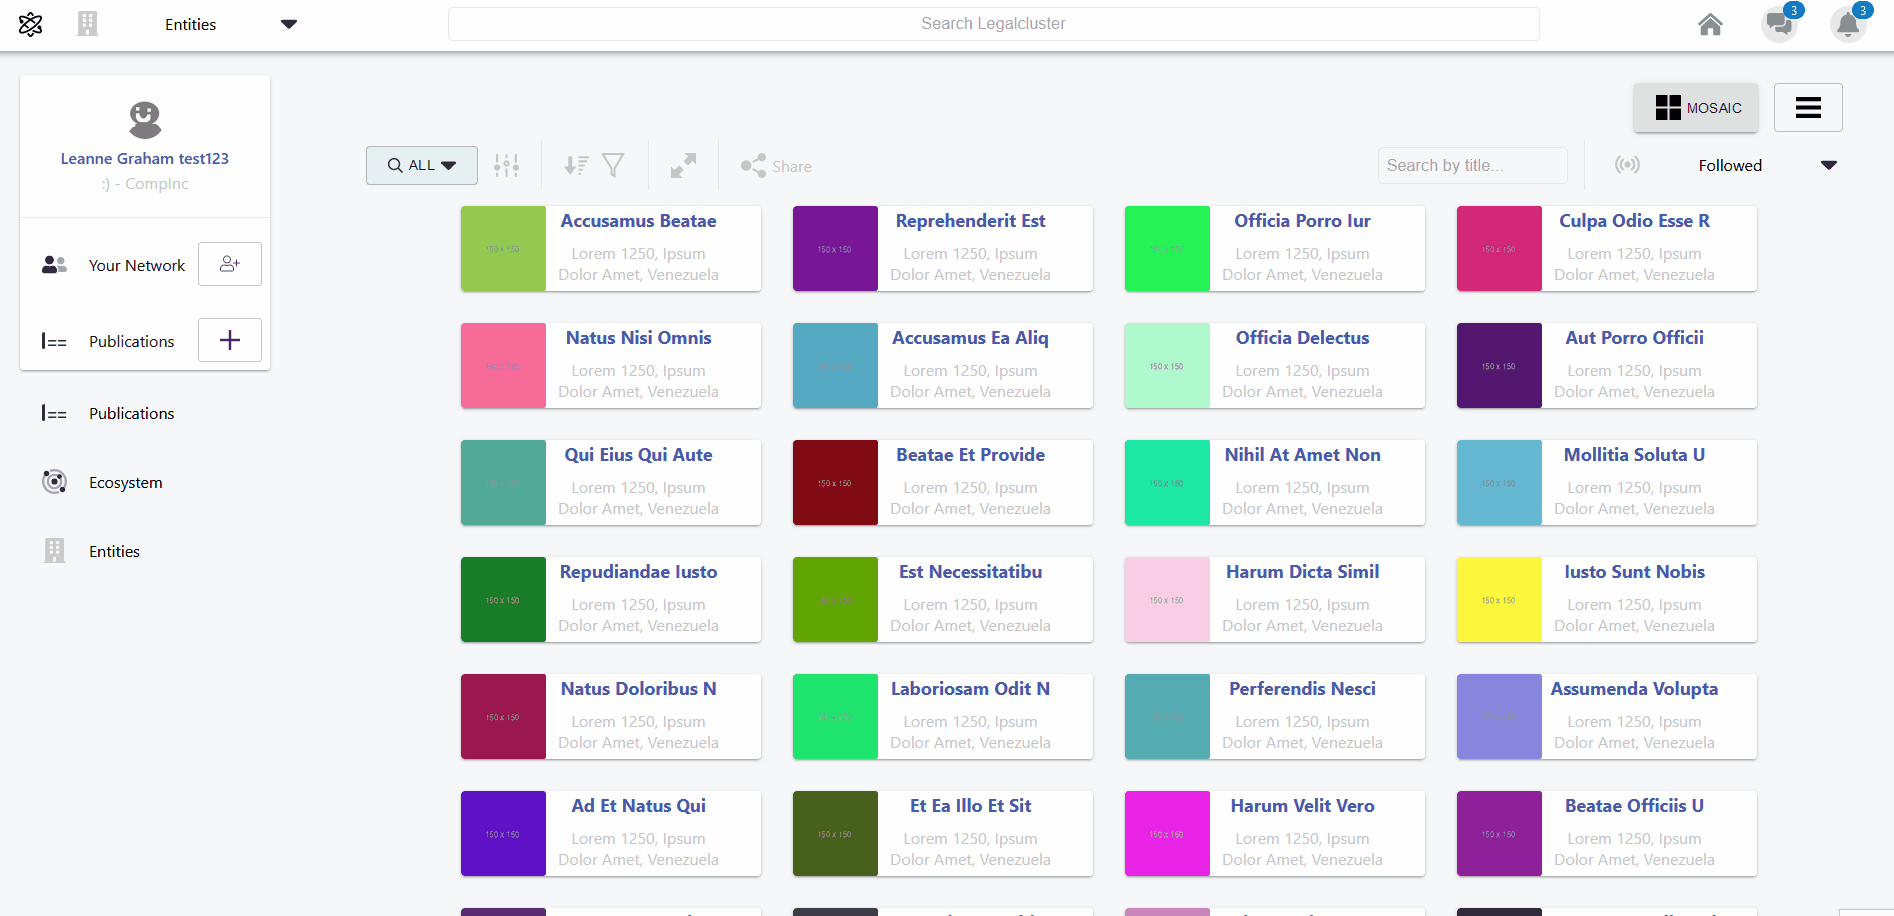 Entities
Search Legalcluster
3
3
Leanne Graham test123
:) - CompInc
Your Network
Publications
Publications
Ecosystem
Entities
MOSAIC
ALL
Share
Search by title...
Followed
150 x 150
Accusamus Beatae
Lorem 1250, Ipsum
Dolor Amet, Venezuela
150 x 150
Reprehenderit Est
Lorem 1250, Ipsum
Dolor Amet, Venezuela
150 x 150
Officia Porro Iur
Lorem 1250, Ipsum
Dolor Amet, Venezuela
150 x 150
Culpa Odio Esse R
Lorem 1250, Ipsum
Dolor Amet, Venezuela
150 x 150
Natus Nisi Omnis
Lorem 1250, Ipsum
Dolor Amet, Venezuela
150 x 150
Accusamus Ea Aliq
Lorem 1250, Ipsum
Dolor Amet, Venezuela
150 x 150
Officia Delectus
Lorem 1250, Ipsum
Dolor Amet, Venezuela
150 x 150
Aut Porro Officii
Lorem 1250, Ipsum
Dolor Amet, Venezuela
150 x 150
Qui Eius Qui Aute
Lorem 1250, Ipsum
Dolor Amet, Venezuela
150 x 150
Beatae Et Provide
Lorem 1250, Ipsum
Dolor Amet, Venezuela
150 x 150
Nihil At Amet Non
Lorem 1250, Ipsum
Dolor Amet, Venezuela
150 x 150
Mollitia Soluta U
Lorem 1250, Ipsum
Dolor Amet, Venezuela
150 x 150
Repudiandae Iusto
Lorem 1250, Ipsum
Dolor Amet, Venezuela
150 x 150
Est Necessitatibu
Lorem 1250, Ipsum
Dolor Amet, Venezuela
150 x 150
Harum Dicta Simil
Lorem 1250, Ipsum
Dolor Amet, Venezuela
150 x 150
Iusto Sunt Nobis
Lorem 1250, Ipsum
Dolor Amet, Venezuela
150 x 150
Natus Doloribus N
Lorem 1250, Ipsum
Dolor Amet, Venezuela
150 x 150
Laboriosam Odit N
Lorem 1250, Ipsum
Dolor Amet, Venezuela
150 x 150
Perferendis Nesci
Lorem 1250, Ipsum
Dolor Amet, Venezuela
150 x 150
Assumenda Volupta
Lorem 1250, Ipsum
Dolor Amet, Venezuela
150 x 150
Ad Et Natus Qui
Lorem 1250, Ipsum
Dolor Amet, Venezuela
150 x 150
Et Ea Illo Et Sit
Lorem 1250, Ipsum
Dolor Amet, Venezuela
150 x 150
Harum Velit Vero
Lorem 1250, Ipsum
Dolor Amet, Venezuela
150 x 150
Beatae Officiis U
Lorem 1250, Ipsum
Dolor Amet, Venezuela